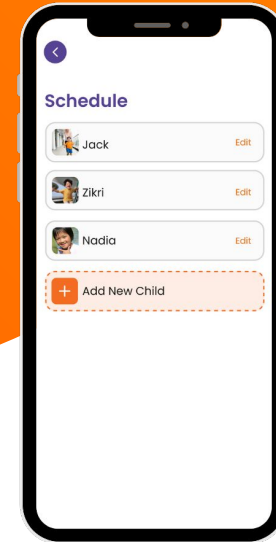 Schedule
Jack Edit
Zikri Edit
Nadia Edit
+ Add New Child